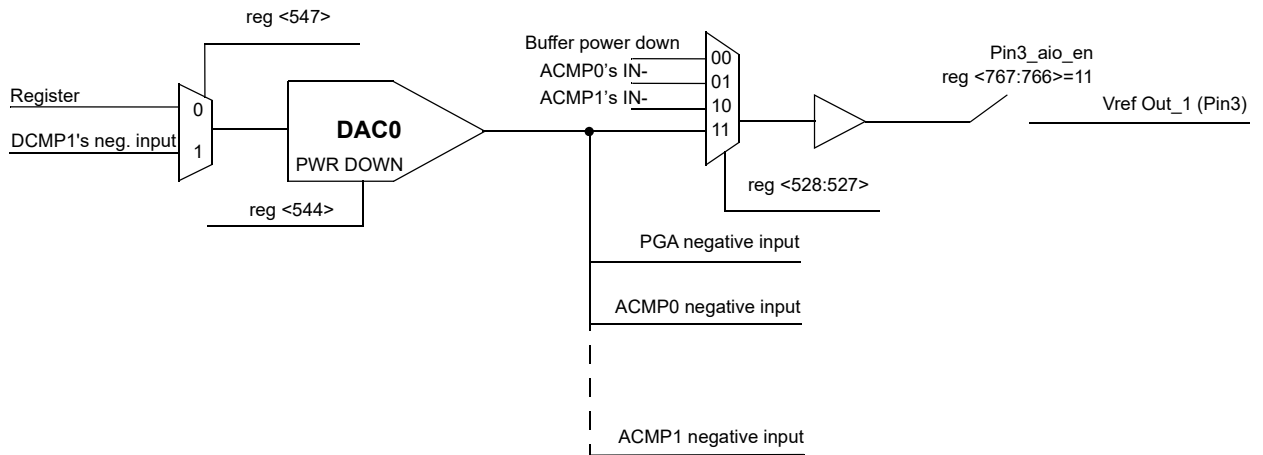 reg <547>
Buffer power down
00
Pin3_aio_en
reg <767:766>=11
ACMP0's IN-
01
Register
0
ACMP1's IN-
10
Vref Out_1 (Pin3)
DAC0
11
DCMP1's neg. input
1
PWR DOWN
reg <528:527>
reg <544>
PGA negative input
ACMP0 negative input
ACMP1 negative input